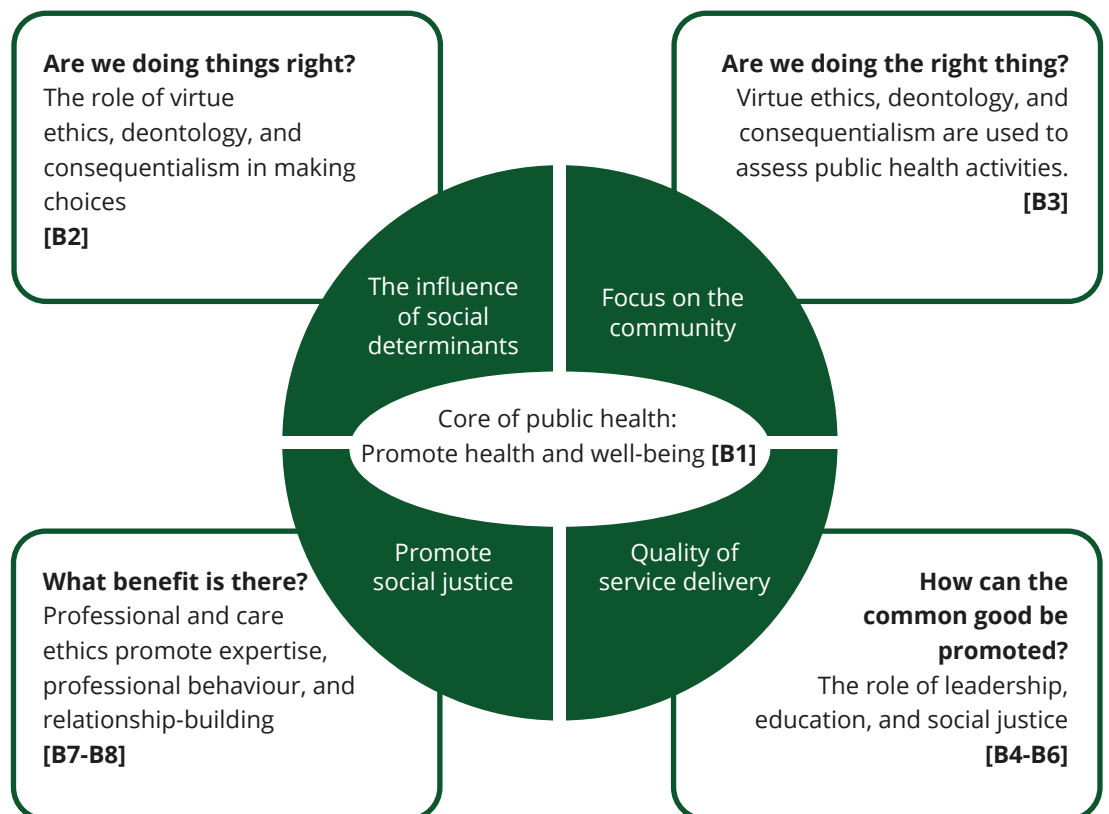 Are we doing things right?
The role of virtue
ethics, deontology, and
consequentialism in making
choices
[B2]
Are we doing the right thing?
Virtue ethics, deontology, and
consequentialism are used to
assess public health activities.
[B3]
The influence
of social
determinants
Focus on the
community
Core of public health:
Promote health and well-being [B1]
Promote
social justice
Quality of
service delivery
What benefit is there?
Professional and care
ethics promote expertise,
professional behaviour, and
relationship-building
[B7-B8]
How can the
common good be
promoted?
The role of leadership,
education, and social justice
[B4-B6]